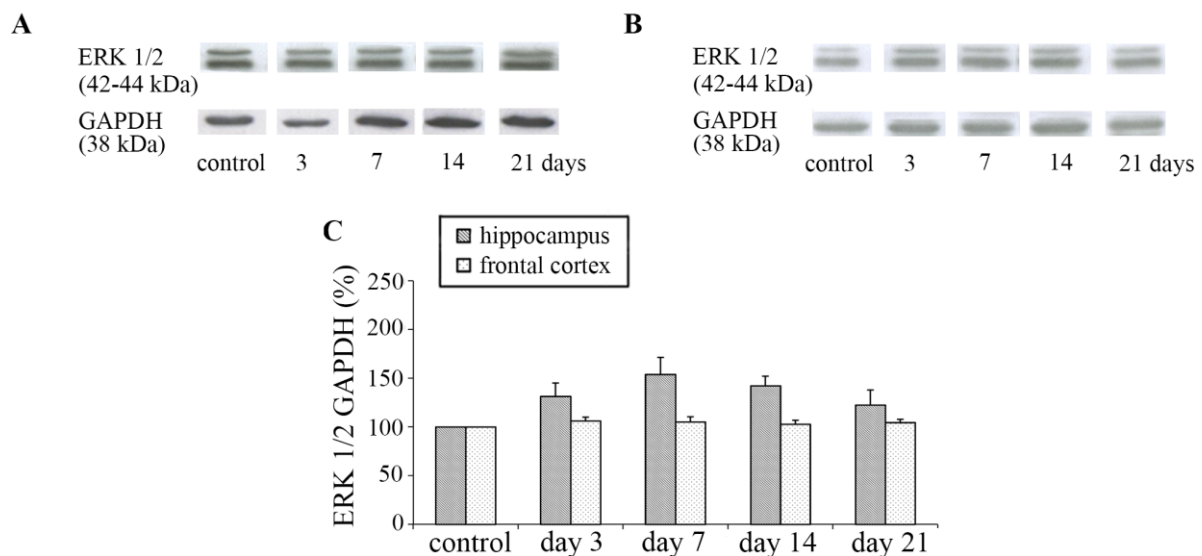 A
ERK 1/2
(42-44 kDa)
GAPDH
(38 kDa)
control 3 7 14 21 days
B
ERK 1/2
(42-44 kDa)
GAPDH
(38 kDa)
control 3 7 14 21 days
C
hippocampus
frontal cortex
ERK 1/2 GAPDH (%)
250
200
150
100
50
0
control day 3 day 7 day 14 day 21